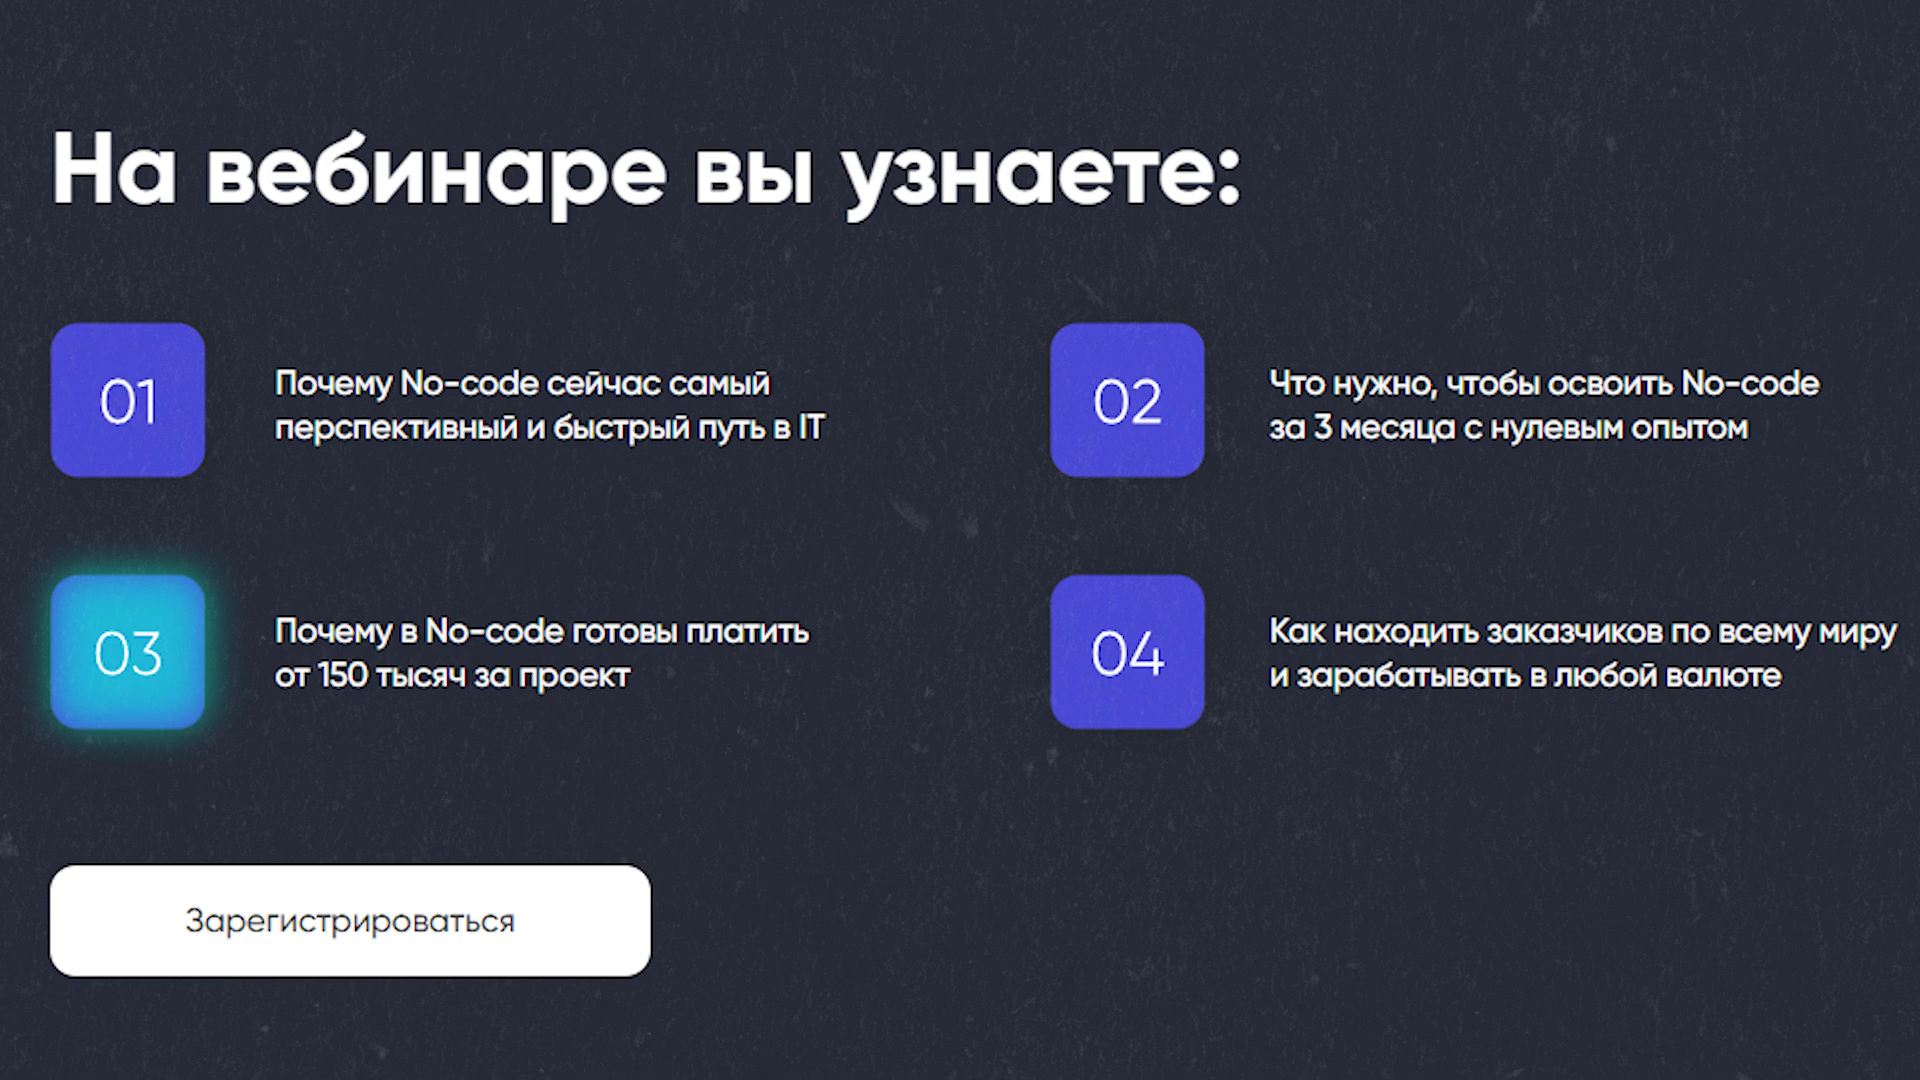 На вебинаре вы узнаете:
01
Почему No-code сейчас самый
перспективный и быстрый путь в IT
02
Что нужно, чтобы освоить No-code
за 3 месяца с нулевым опытом
03
Почему в No-code готовы платить
от 150 тысяч за проект
04
Как находить заказчиков по всему миру
и зарабатывать в любой валюте
Зарегистрироваться